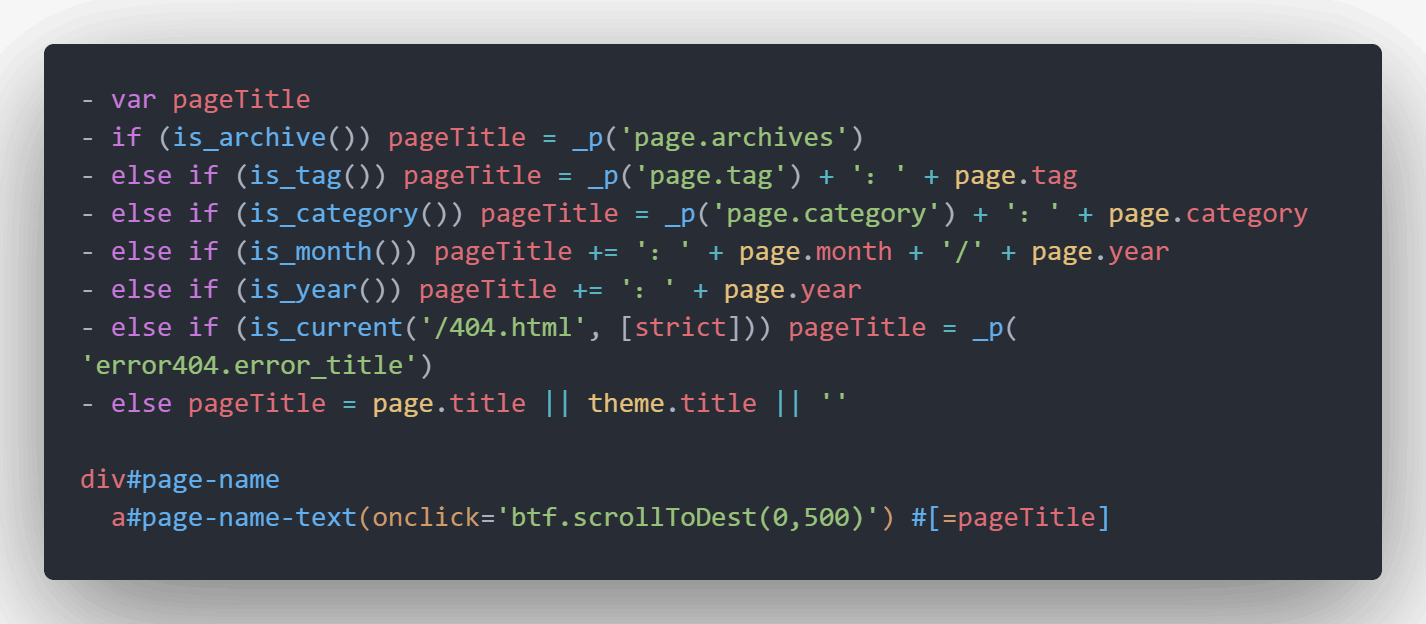 - var pageTitle
- if (is_archive()) pageTitle = _p('page.archives')
- else if (is_tag()) pageTitle = _p('page.tag') + '：' + page.tag
- else if (is_category()) pageTitle = _p('page.category') + '：' + page.category
- else if (is_month()) pageTitle += '：' + page.month + '/' + page.year
- else if (is_year()) pageTitle += '：' + page.year
- else if (is_current('/404.html', [strict])) pageTitle = _p(
'error404.error_title')
- else pageTitle = page.title || theme.title || ''

div#page-name
  a#page-name-text(onclick='btf.scrollToDest(0,500)') #[=pageTitle]